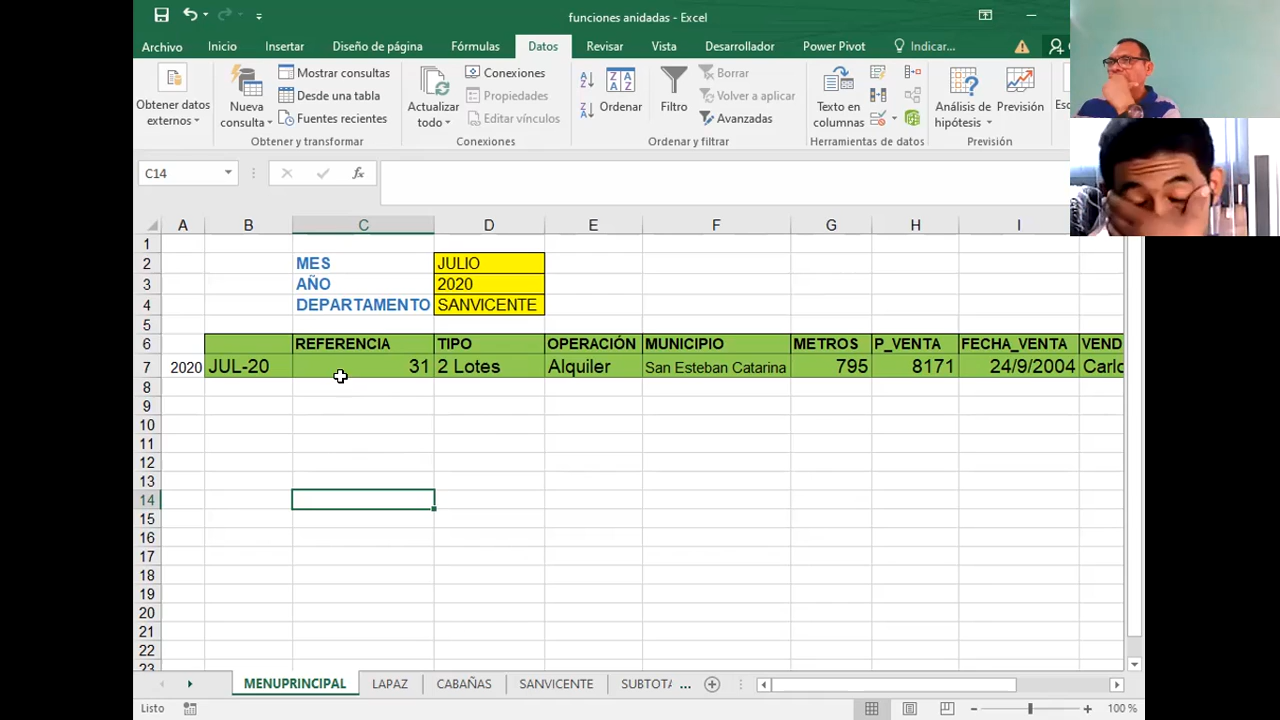 funciones anidadas - Excel
Archivo Inicio Insertar Diseño de página Fórmulas Datos Revisar Vista Desarrollador Power Pivot Indicar...
Obtener datos externos
Nueva consulta
Mostrar consultas
Desde una tabla
Fuentes recientes
Obtener y transformar
Actualizar todo
Conexiones
Propiedades
Editar vínculos
Conexiones
Ordenar
Filtro
Borrar
Volver a aplicar
Avanzadas
Ordenar y filtrar
Texto en columnas
Herramientas de datos
Análisis de hipótesis
Previsión
Previsión
C14 fx
A B C D E F G H I
1
2 MES JULIO
3 AÑO 2020
4 DEPARTAMENTO SANVICENTE
5
6 REFERENCIA TIPO OPERACIÓN MUNICIPIO METROS P_VENTA FECHA_VENTA VEND
7 2020 JUL-20 31 2 Lotes Alquiler San Esteban Catarina 795 8171 24/9/2004 Carlo
8
9
10
11
12
13
14
15
16
17
18
19
20
21
22
23
MENUPRINCIPAL LAPAZ CABAÑAS SANVICENTE SUBTOTA ...
Listo 100 %